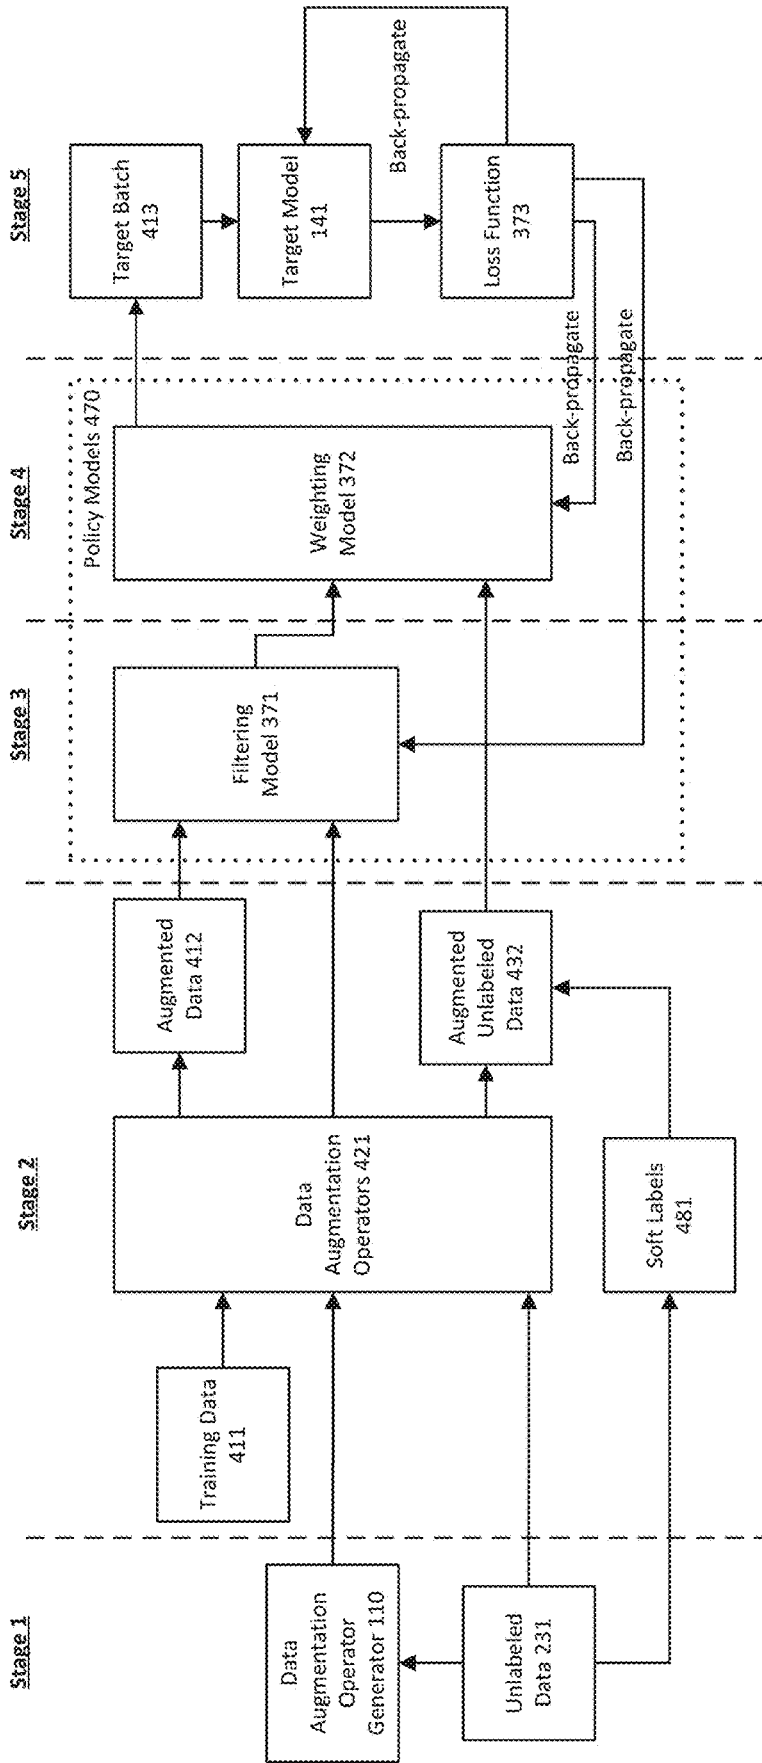 Stage 1
Stage 2
Stage 3
Stage 4
Stage 5
Data
Augmentation
Operator
Generator 110
Unlabeled
Data 231
Training Data
411
Data
Augmentation
Operators 421
Soft Labels
481
Augmented
Data 412
Augmented
Unlabeled
Data 432
Filtering
Model 371
Policy Models 470
Weighting
Model 372
Back-propagate
Back-propagate
Target Batch
413
Target Model
141
Back-propagate
Loss Function
373